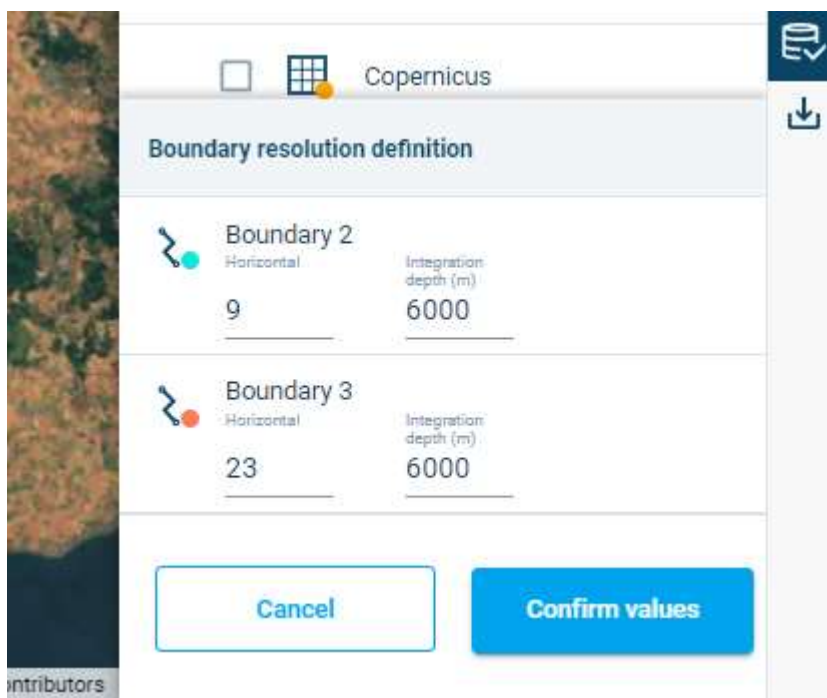 Copernicus
Boundary resolution definition
Boundary 2
Horizontal
Integration
depth (m)
9
6000
Boundary 3
Horizontal
Integration
depth (m)
23
6000
Cancel
Confirm values
ontributors